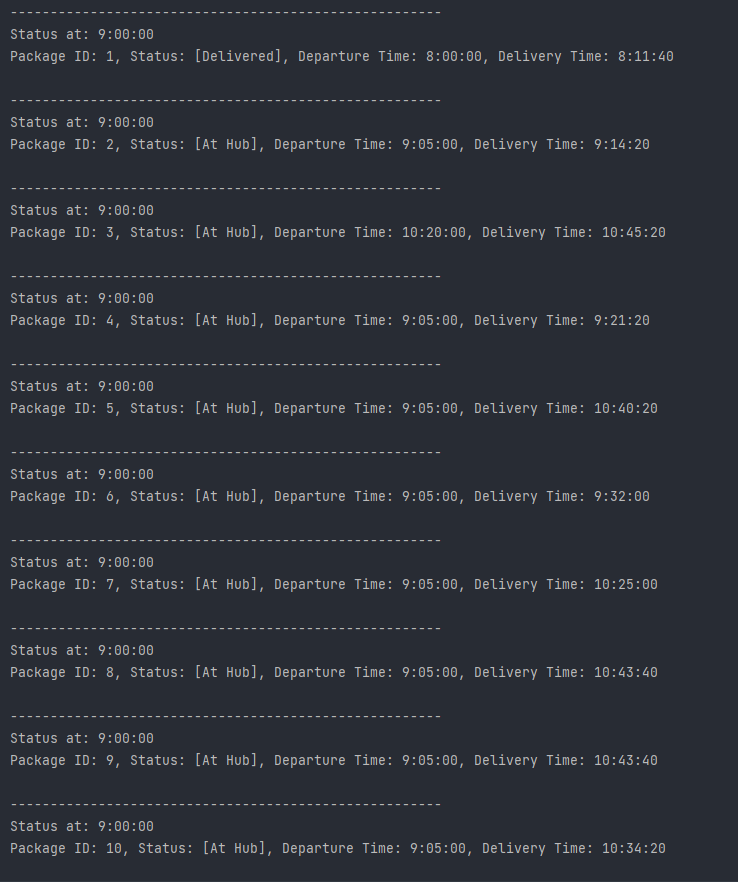 ------------------------------------------------------
Status at: 9:00:00
Package ID: 1, Status: [Delivered], Departure Time: 8:00:00, Delivery Time: 8:11:40
------------------------------------------------------
Status at: 9:00:00
Package ID: 2, Status: [At Hub], Departure Time: 9:05:00, Delivery Time: 9:14:20
------------------------------------------------------
Status at: 9:00:00
Package ID: 3, Status: [At Hub], Departure Time: 10:20:00, Delivery Time: 10:45:20
------------------------------------------------------
Status at: 9:00:00
Package ID: 4, Status: [At Hub], Departure Time: 9:05:00, Delivery Time: 9:21:20
------------------------------------------------------
Status at: 9:00:00
Package ID: 5, Status: [At Hub], Departure Time: 9:05:00, Delivery Time: 10:40:20
------------------------------------------------------
Status at: 9:00:00
Package ID: 6, Status: [At Hub], Departure Time: 9:05:00, Delivery Time: 9:32:00
------------------------------------------------------
Status at: 9:00:00
Package ID: 7, Status: [At Hub], Departure Time: 9:05:00, Delivery Time: 10:25:00
------------------------------------------------------
Status at: 9:00:00
Package ID: 8, Status: [At Hub], Departure Time: 9:05:00, Delivery Time: 10:43:40
------------------------------------------------------
Status at: 9:00:00
Package ID: 9, Status: [At Hub], Departure Time: 9:05:00, Delivery Time: 10:43:40
------------------------------------------------------
Status at: 9:00:00
Package ID: 10, Status: [At Hub], Departure Time: 9:05:00, Delivery Time: 10:34:20